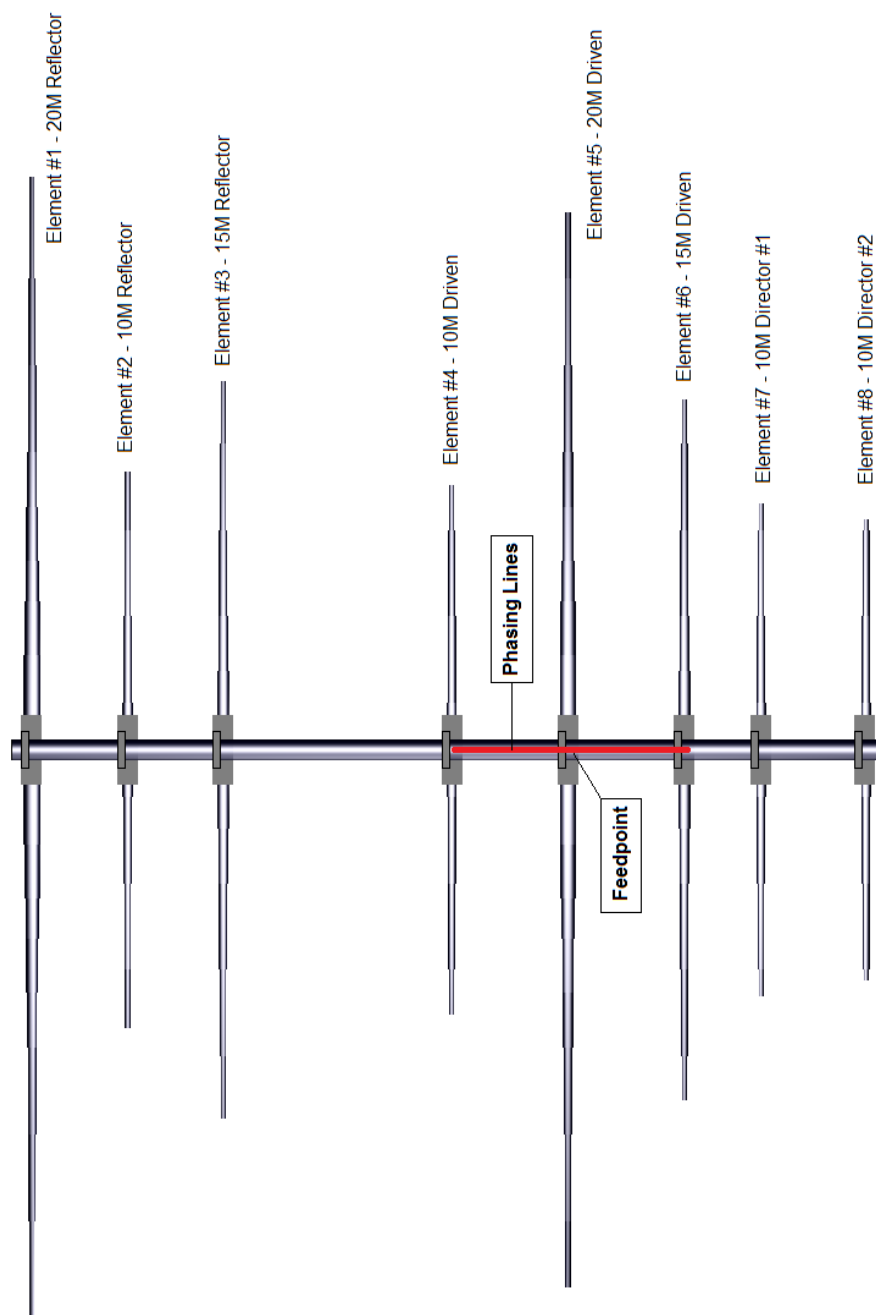 Element #1 - 20M Reflector
Element #2 - 10M Reflector
Element #3 - 15M Reflector
Element #4 - 10M Driven
Phasing Lines
Feedpoint
Element #5 - 20M Driven
Element #6 - 15M Driven
Element #7 - 10M Director #1
Element #8 - 10M Director #2